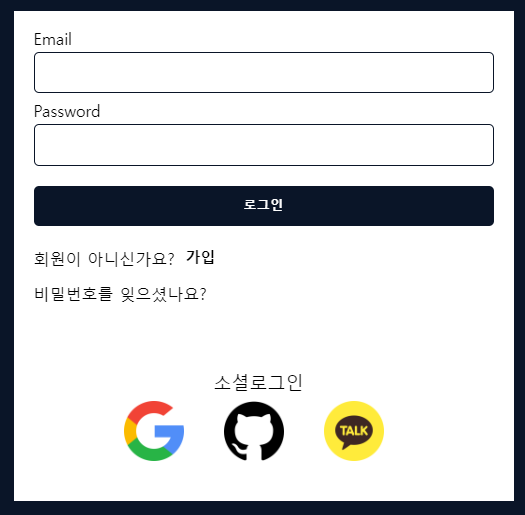 Email
Password
로그인
회원이 아니신가요? 가입
비밀번호를 잊으셨나요?
소셜로그인
TALK